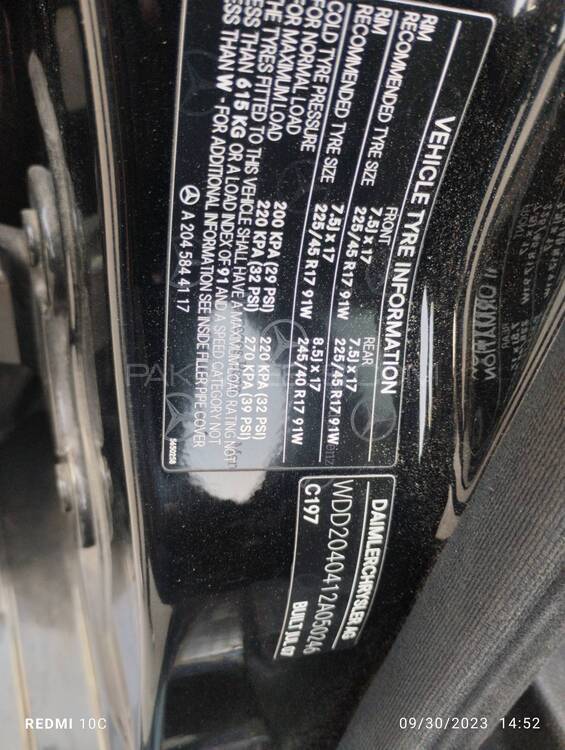 VEHICLE TYRE INFORMATION
FRONT REAR
RIM 7.5J x 17 7.5J x 17
RECOMMENDED TYRE SIZE 225/45 R17 91W 225/45 R17 91W
RIM 7.5J x 17 8.5J x 17
RECOMMENDED TYRE SIZE 225/45 R17 91W 245/40 R17 91W
COLD TYRE PRESSURE
FOR NORMAL LOAD 200 KPA (29 PSI) 220 KPA (32 PSI)
FOR MAXIMUM LOAD 220 KPA (32 PSI) 270 KPA (39 PSI)
THE TYRES FITTED TO THIS VEHICLE SHALL HAVE A MAXIMUM LOAD RATING NOT
LESS THAN 615 KG OR A LOAD INDEX OF 91 AND A SPEED CATEGORY NOT
LESS THAN W - FOR ADDITIONAL INFORMATION SEE INSIDE FILLER PIPE COVER
A 204 584 41 17
S650258
DAIMLERCHRYSLER AG
WDD2040412A050246
C197 BUILT JUL 07
REDMI 10C
09/30/2023 14:52